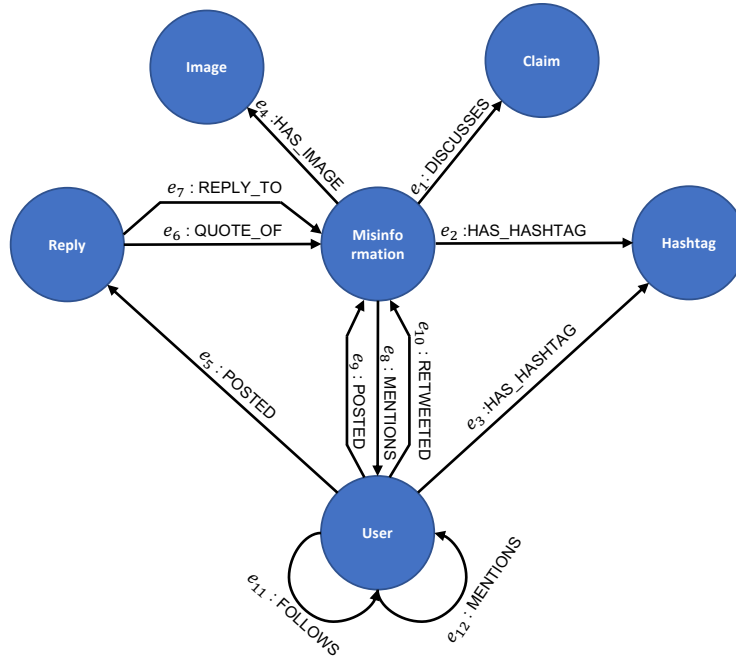 Image
Claim
e₄ :HAS_IMAGE
e₁ : DISCUSSES
e₇ : REPLY_TO
e₆ : QUOTE_OF
Reply
Misinfo
rmation
e₂ :HAS_HASHTAG
Hashtag
e₅ : POSTED
e₉ : POSTED
e₈ : MENTIONS
e₁₀ : RETWEETED
e₃ :HAS_HASHTAG
User
e₁₁ : FOLLOWS
e₁₂ : MENTIONS